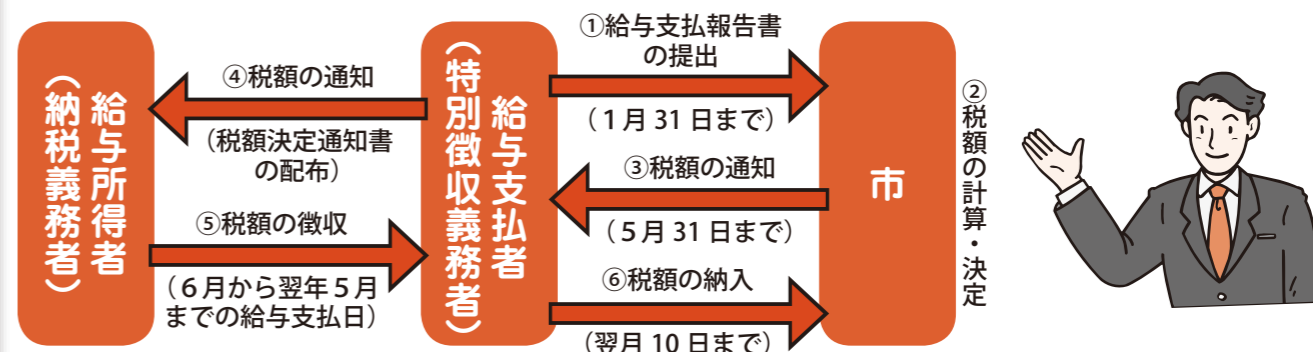 給与所得者
（納税義務者）
④税額の通知
（税額決定通知書
の配布）
⑤税額の徴収
（６月から翌年５月
までの給与支払日）
給与支払者
（特別徴収義務者）
①給与支払報告書
の提出
（１月 31 日まで）
③税額の通知
（５月 31 日まで）
⑥税額の納入
（翌月 10 日まで）
市
②税額の計算・決定